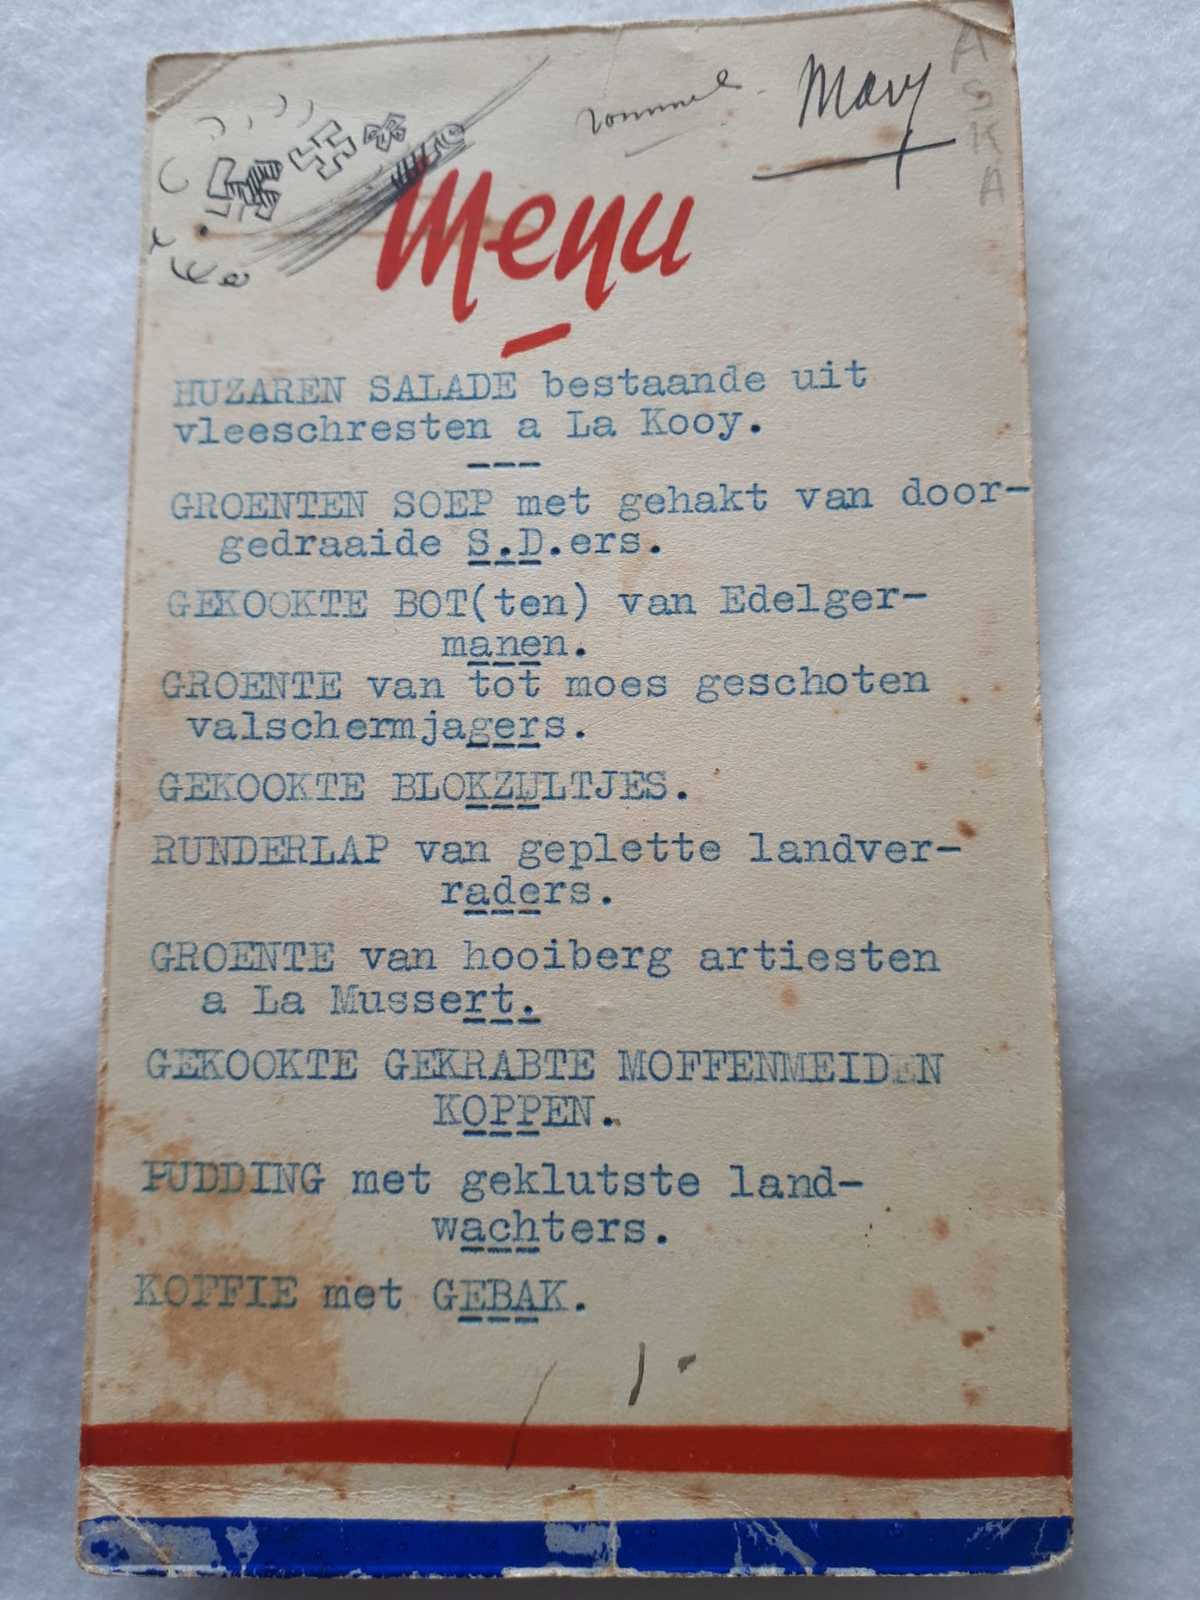 Mary
A
S
K
A
Menu
HUZAREN SALADE bestaande uit
vleeschresten a La Kooy.
GROENTEN SOEP met gehakt van door-
gedraaide S.D.ers.
GEKOOKTE BOT(ten) van Edelger-
manen.
GROENTE van tot moes geschoten
valschermjagers.
GEKOOKTE BLOKZIJLTJES.
RUNDERLAP van geplette landver-
raders.
GROENTE van hooiberg artiesten
a La Mussert.
GEKOOKTE GEKRABTE MOFFENMEIDEN
KOPPEN.
PUDDING met geklutste land-
wachters.
KOFFIE met GEBAK.